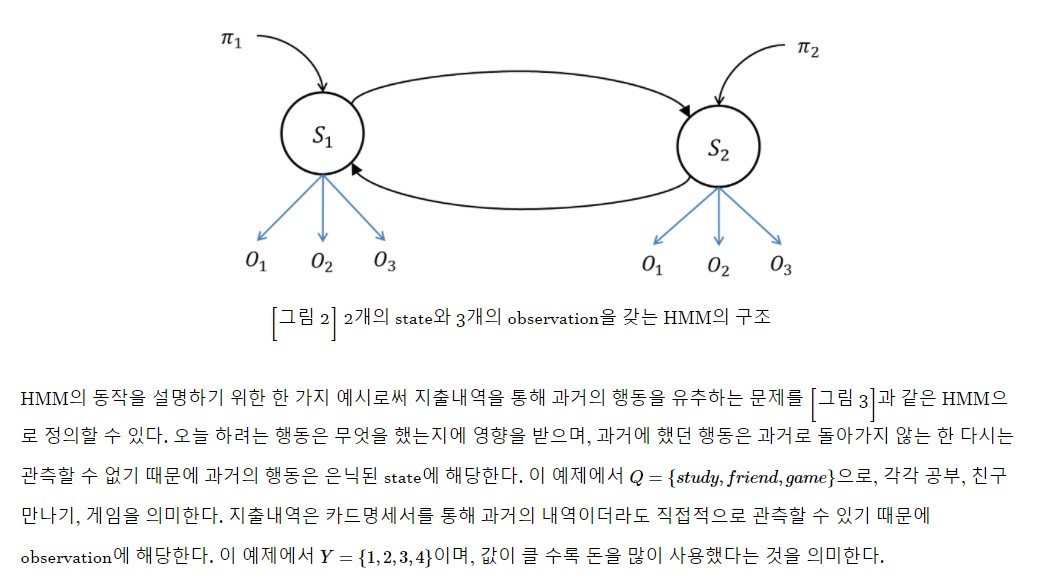 π₁ π₂
S₁ S₂
O₁ O₂ O₃ O₁ O₂ O₃
[그림 2] 2개의 state와 3개의 observation을 갖는 HMM의 구조
HMM의 동작을 설명하기 위한 한 가지 예시로써 지출내역을 통해 과거의 행동을 유추하는 문제를 [그림 3]과 같은 HMM으
로 정의할 수 있다. 오늘 하려는 행동은 무엇을 했는지에 영향을 받으며, 과거에 했던 행동은 과거로 돌아가지 않는 한 다시는
관측할 수 없기 때문에 과거의 행동은 은닉된 state에 해당한다. 이 예제에서 Q = {study, friend, game}으로, 각각 공부, 친구
만나기, 게임을 의미한다. 지출내역은 카드명세서를 통해 과거의 내역이더라도 직접적으로 관측할 수 있기 때문에
observation에 해당한다. 이 예제에서 Y = {1, 2, 3, 4}이며, 값이 클 수록 돈을 많이 사용했다는 것을 의미한다.